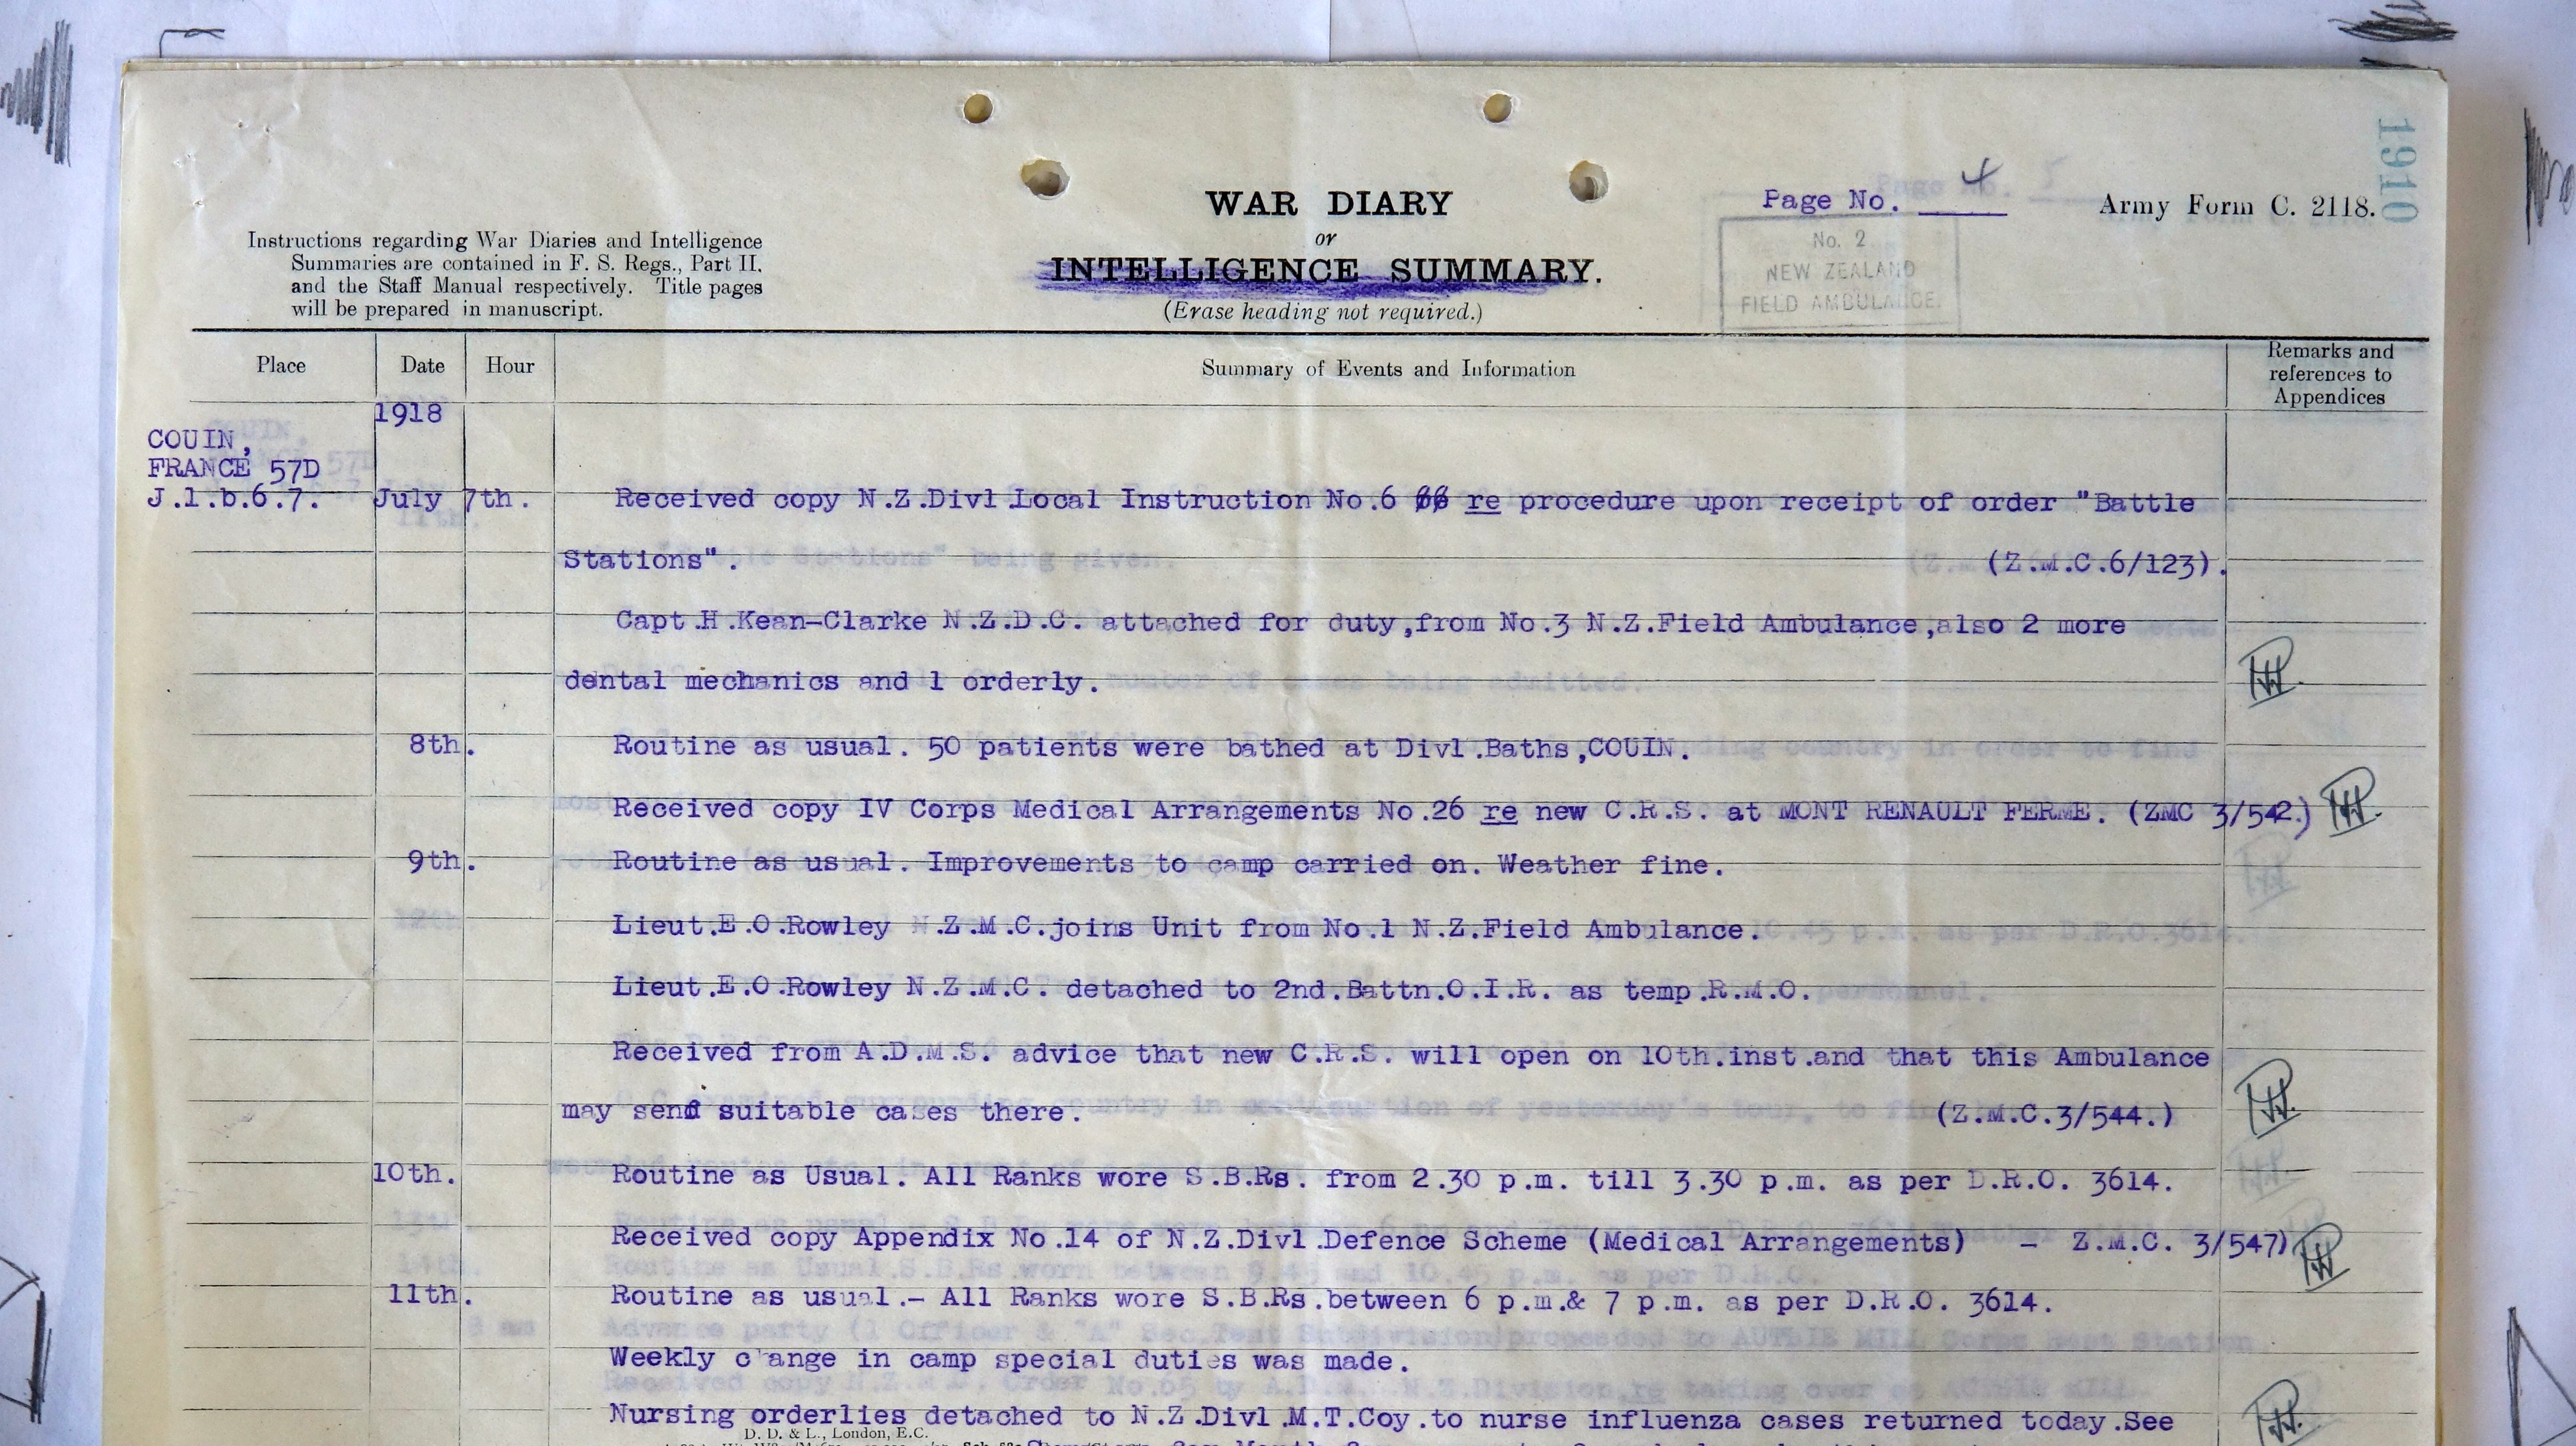 1910
WAR DIARY
or
INTELLIGENCE SUMMARY.
(Erase heading not required.)
Page No. 4
Army Form C. 2118.
No. 2
NEW ZEALAND
FIELD AMBULANCE.
Instructions regarding War Diaries and Intelligence
Summaries are contained in F. S. Regs., Part II.
and the Staff Manual respectively. Title pages
will be prepared in manuscript.
Place Date Hour Summary of Events and Information Remarks and references to Appendices
1918
COUIN,
FRANCE 57D
J.1.b.6.7. July 7th. Received copy N.Z.Divl.Local Instruction No.6 re procedure upon receipt of order "Battle
Stations". (Z.M.C.6/123).
Capt.H.Kean-Clarke N.Z.D.C. attached for duty,from No.3 N.Z.Field Ambulance,also 2 more
dental mechanics and 1 orderly.
8th. Routine as usual. 50 patients were bathed at Divl.Baths,COUIN.
Received copy IV Corps Medical Arrangements No.26 re new C.R.S. at MONT RENAULT FERME. (ZMC 3/542.)
9th. Routine as usual. Improvements to camp carried on. Weather fine.
Lieut.E.O.Rowley N.Z.M.C.joins Unit from No.1 N.Z.Field Ambulance.
Lieut.E.O.Rowley N.Z.M.C. detached to 2nd.Battn.O.I.R. as temp.R.M.O.
Received from A.D.M.S. advice that new C.R.S. will open on 10th.inst.and that this Ambulance
may send suitable cases there. (Z.M.C.3/544.)
10th. Routine as Usual. All Ranks wore S.B.Rs. from 2.30 p.m. till 3.30 p.m. as per D.R.O. 3614.
Received copy Appendix No.14 of N.Z.Divl.Defence Scheme (Medical Arrangements) - Z.M.C. 3/547)
11th. Routine as usual.- All Ranks wore S.B.Rs.between 6 p.m.& 7 p.m. as per D.R.O. 3614.
Weekly c ange in camp special duties was made.
Nursing orderlies detached to N.Z.Divl.M.T.Coy.to nurse influenza cases returned today.See
D. D. & L., London, E.C.